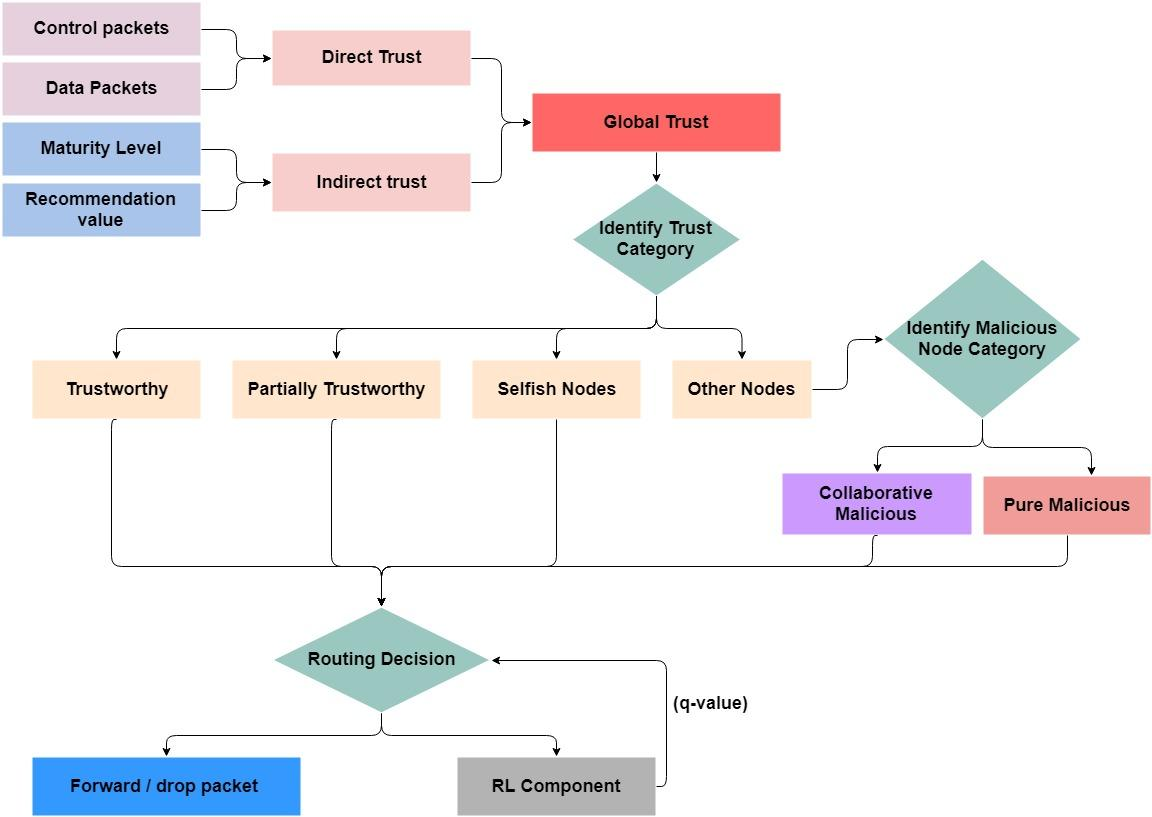 Control packets
Direct Trust
Data Packets
Global Trust
Maturity Level
Indirect trust
Recommendation
value
Identify Trust
Category
Identify Malicious
Node Category
Trustworthy
Partially Trustworthy
Selfish Nodes
Other Nodes
Collaborative
Malicious
Pure Malicious
Routing Decision
(q-value)
Forward / drop packet
RL Component